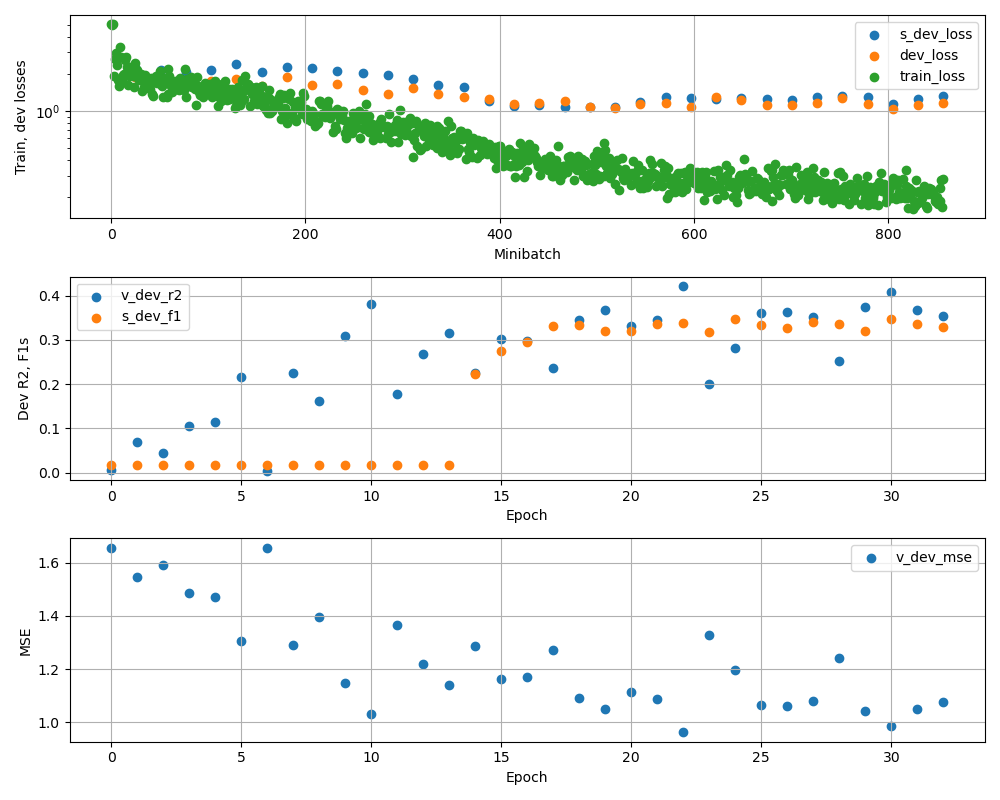 Train, dev losses
10⁰
s_dev_loss
dev_loss
train_loss
0 200 400 600 800
Minibatch
Dev R2, F1s
0.4
0.3
0.2
0.1
0.0
v_dev_r2
s_dev_f1
0 5 10 15 20 25 30
Epoch
MSE
1.6
1.4
1.2
1.0
v_dev_mse
0 5 10 15 20 25 30
Epoch